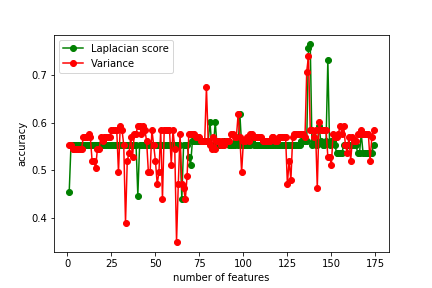 Laplacian score
Variance
0.7
0.6
0.5
0.4
accuracy
0 25 50 75 100 125 150 175
number of features